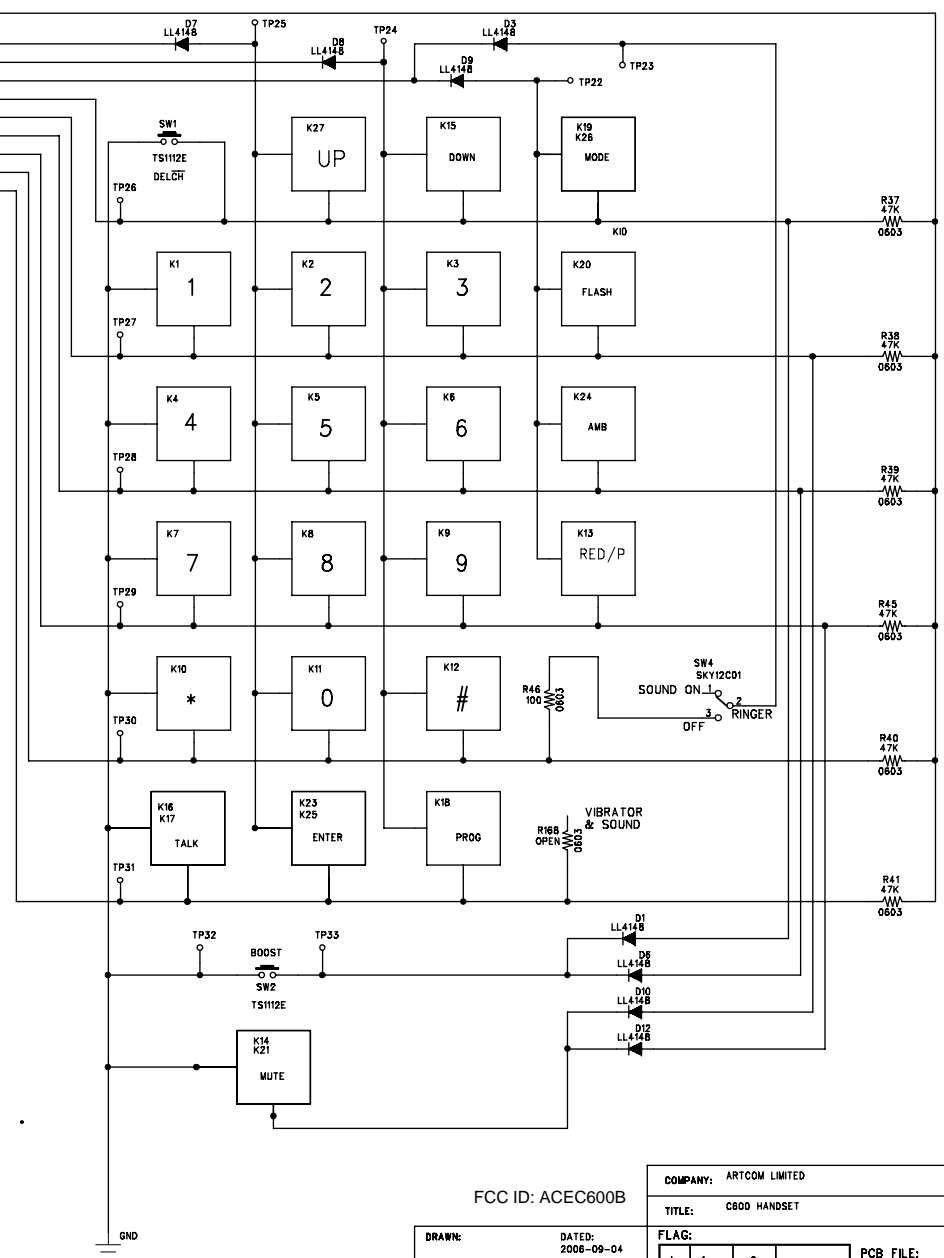 D7
LL4148
TP25
D8
LL4148
TP24
D3
LL4148
TP23
D9
LL4148
TP22
SW1
TS1112E
DELCH
K27
UP
K15
DOWN
K19
K26
MODE
TP26
R37
47K
0603
K10
K1
1
K2
2
K3
3
K20
FLASH
TP27
R38
47K
0603
K4
4
K5
5
K6
6
K24
AMB
TP28
R39
47K
0603
K7
7
K8
8
K9
9
K13
RED/P
TP29
R45
47K
0603
K10
*
K11
0
K12
#
R46
100
0603
SW4
SKY12C01
SOUND ON 1
2
RINGER
3
OFF
TP30
R40
47K
0603
K16
K17
TALK
K23
K25
ENTER
K18
PROG
VIBRATOR
& SOUND
R168
OPEN
0603
TP31
R41
47K
0603
D1
LL4148
TP32
TP33
BOOST
SW2
TS1112E
D6
LL4148
D10
LL4148
D12
LL4148
K14
K21
MUTE
GND
FCC ID: ACEC600B
COMPANY: ARTCOM LIMITED
TITLE: C600 HANDSET
DRAWN:
DATED:
2006-09-04
FLAG:
PCB FILE: